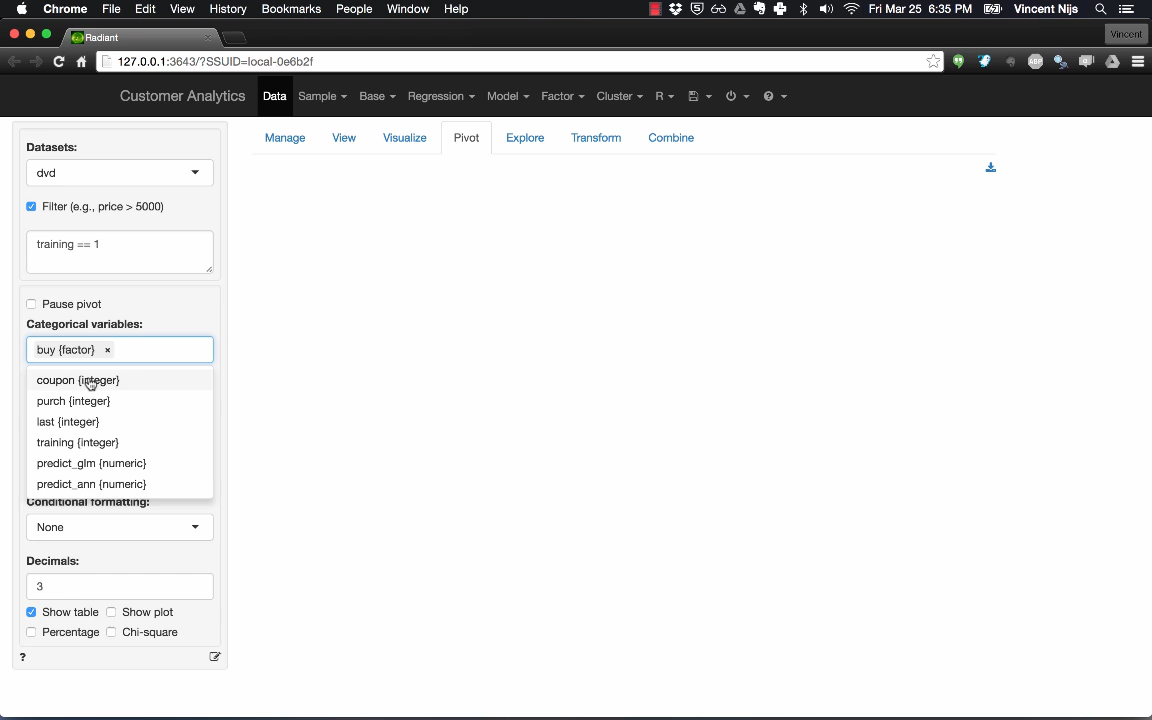 Chrome File Edit View History Bookmarks People Window Help Fri Mar 25 6:35 PM Vincent Nijs
Radiant Vincent
127.0.0.1:3643/?SSUID=local-0e6b2f
Customer Analytics Data Sample Base Regression Model Factor Cluster R
Manage View Visualize Pivot Explore Transform Combine
Datasets:
dvd
Filter (e.g., price > 5000)
training == 1
Pause pivot
Categorical variables:
buy {factor} ×
coupon {integer}
purch {integer}
last {integer}
training {integer}
predict_glm {numeric}
predict_ann {numeric}
Conditional formatting:
None
Decimals:
3
Show table Show plot
Percentage Chi-square
?